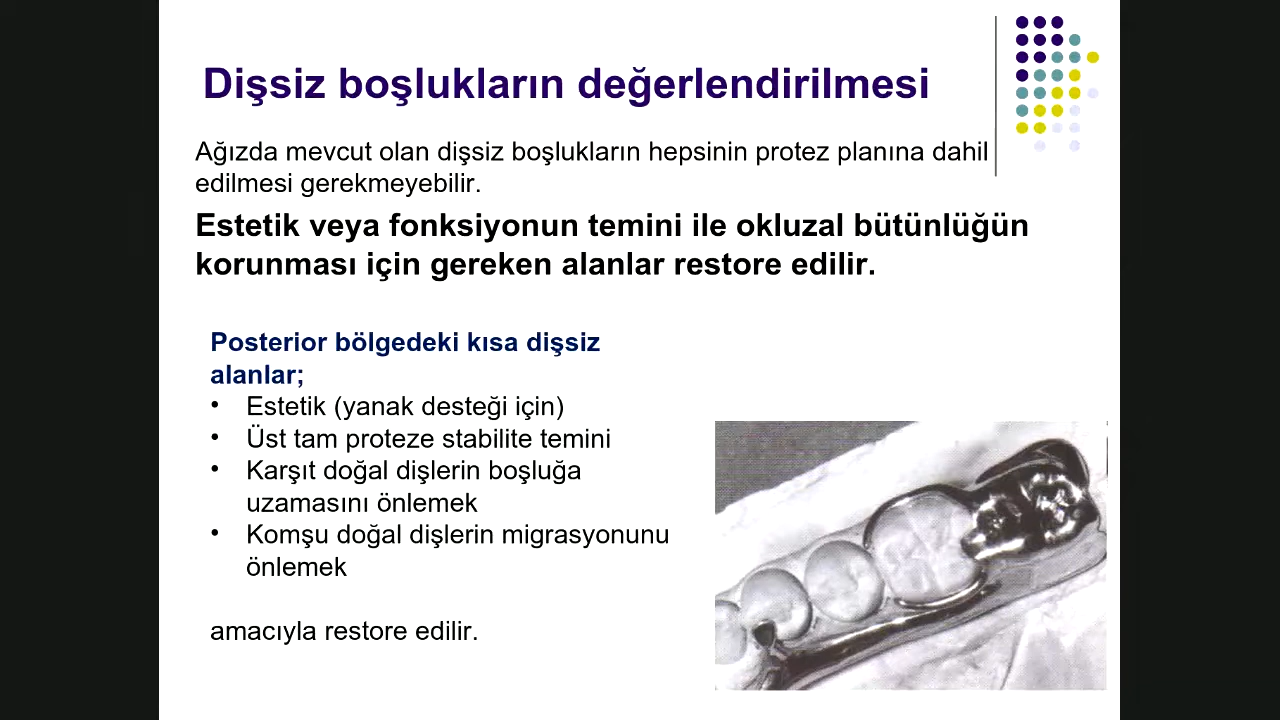 Dişsiz boşlukların değerlendirilmesi
Ağızda mevcut olan dişsiz boşlukların hepsinin protez planına dahil
edilmesi gerekmeyebilir.
Estetik veya fonksiyonun temini ile okluzal bütünlüğün
korunması için gereken alanlar restore edilir.
Posterior bölgedeki kısa dişsiz
alanlar;
• Estetik (yanak desteği için)
• Üst tam proteze stabilite temini
• Karşıt doğal dişlerin boşluğa
uzamasını önlemek
• Komşu doğal dişlerin migrasyonunu
önlemek
amacıyla restore edilir.